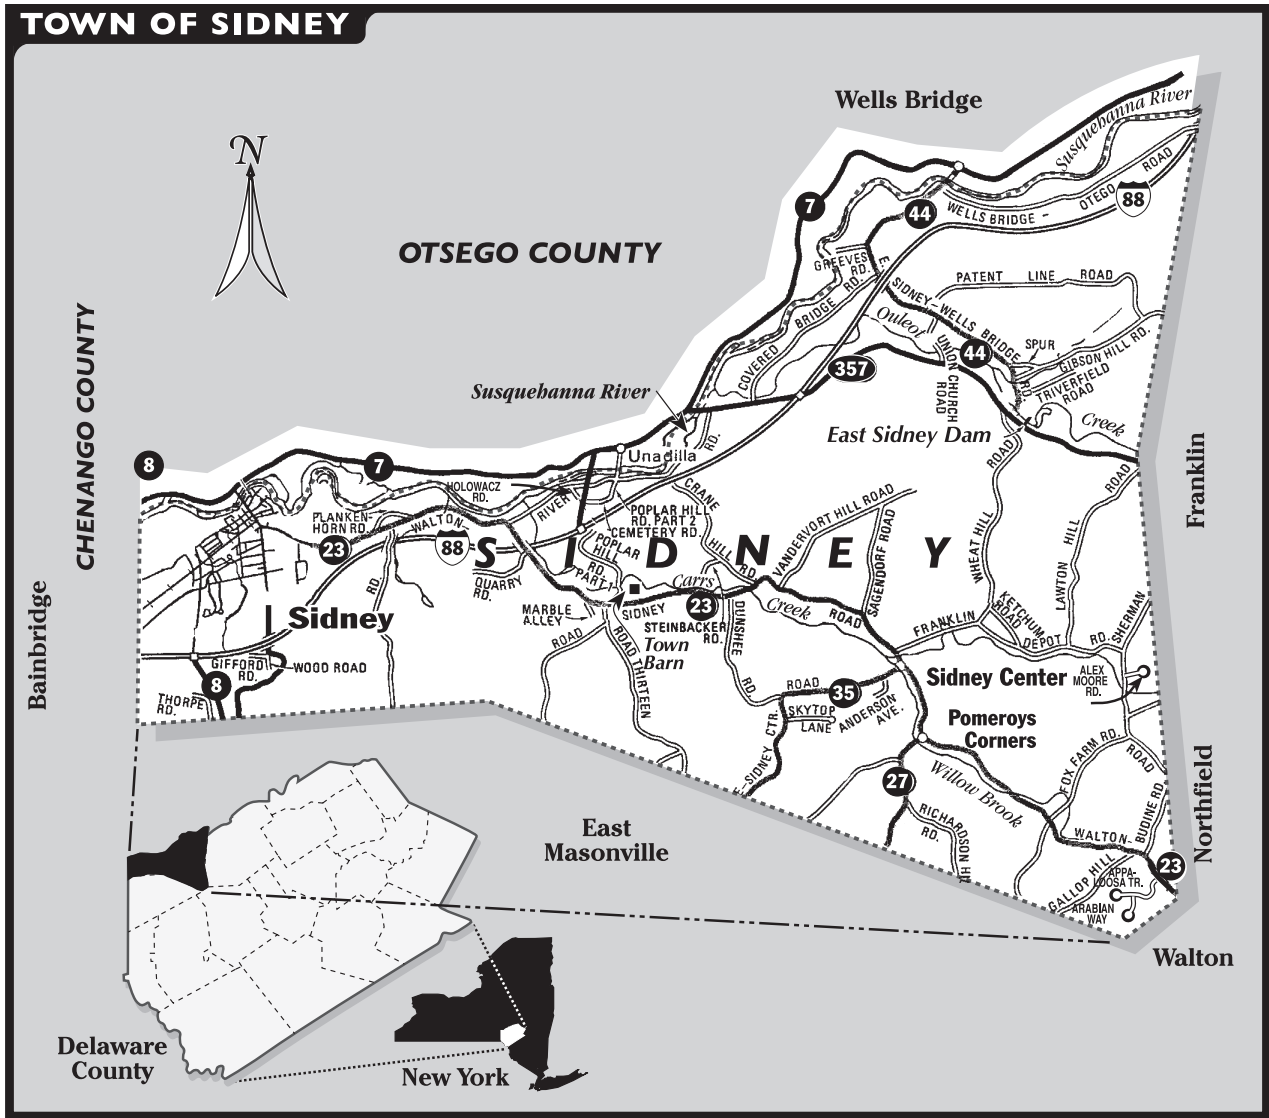 TOWN OF SIDNEY
Wells Bridge
N
Susquehanna River
7
44
88
WELLS BRIDGE –
OTEGO
ROAD
OTSEGO COUNTY
GREEVES
RD.
E.
SIDNEY–WELLS BRIDGE
RD.
PATENT LINE ROAD
COVERED
BRIDGE
RD.
Ouleot
44
SPUR
GIBSON HILL RD.
TRIVERFIELD
ROAD
UNION CHURCH
ROAD
357
CHENANGO COUNTY
Susquehanna River
East Sidney Dam
Creek
8
7
Unadilla
RD.
Franklin
HOLOWACZ
RD.
RIVER
CRANE
HILL RD.
POPLAR HILL
RD. PART 2
CEMETERY RD.
VANDERVORT HILL ROAD
SAGENDORF ROAD
WHEAT HILL
ROAD
LAWTON HILL
ROAD
PLANKEN-
HORN RD.
23
WALTON–
88
SIDNEY
POPLAR
HILL
RD.
PART 1
QUARRY
RD.
RD.
Carrs
Creek
23
SIDNEY
ROAD
MARBLE
ALLEY
STEINBACKER
RD.
Town
Barn
DUNSHEE
RD.
ROAD
ROAD THIRTEEN
FRANKLIN
DEPOT
RD.
KETCHUM
ROAD
SHERMAN
Bainbridge
Sidney
GIFFORD
RD.
WOOD ROAD
8
THORPE
RD.
Sidney Center
ALEX
MOORE
RD.
ROAD
35
SKYTOP
LANE
ANDERSON
AVE.
E.–SIDNEY CTR.
Pomeroys
Corners
FOX FARM RD.
ROAD
Northfield
27
Willow Brook
RICHARDSON HILL
RD.
WALTON–
BUDINE RD.
23
GALLOP HILL
APPA-
LOOSA TR.
ARABIAN
WAY
East
Masonville
Walton
Delaware
County
New York